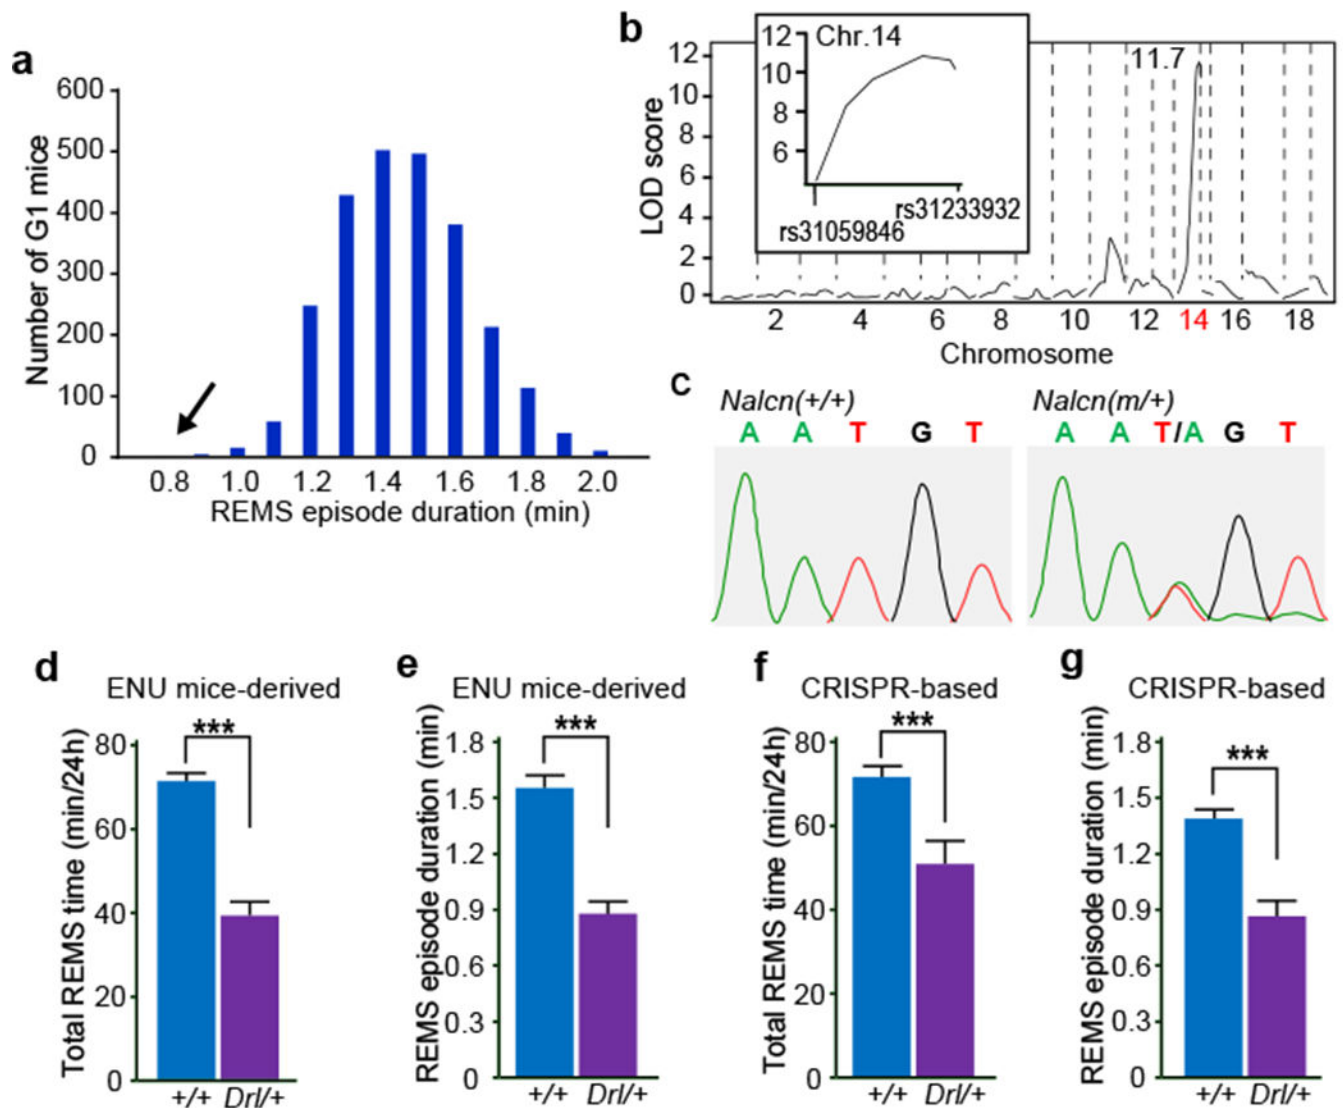 a
Number of G1 mice
600
500
400
300
200
100
0
0.8 1.0 1.2 1.4 1.6 1.8 2.0
REMS episode duration (min)
b
LOD score
12
10
8
6
4
2
0
11.7
12
10
8
6
Chr.14
rs31233932
rs31059846
2 4 6 8 10 12 14 16 18
Chromosome
c
Nalcn(+/+)
A A T G T
Nalcn(m/+)
A A T/A G T
d
ENU mice-derived
Total REMS time (min/24h)
80
60
40
20
0
***
+/+ Drl/+
e
ENU mice-derived
REMS episode duration (min)
1.8
1.5
1.2
0.9
0.6
0.3
0
***
+/+ Drl/+
f
CRISPR-based
Total REMS time (min/24h)
80
60
40
20
0
***
+/+ Drl/+
g
CRISPR-based
REMS episode duration (min)
1.8
1.5
1.2
0.9
0.6
0.3
0
***
+/+ Drl/+